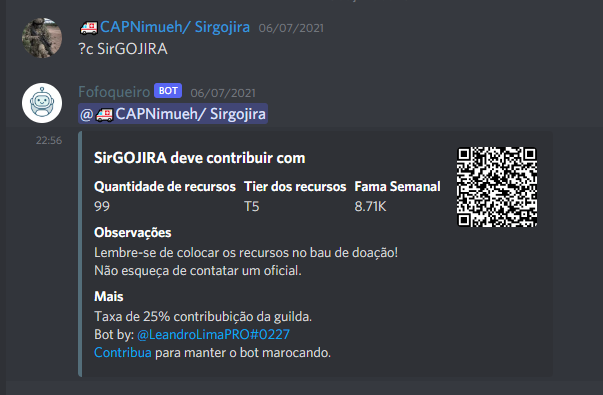 🚑CAPNimueh/ Sirgojira 06/07/2021
?c SirGOJIRA
Fofoqueiro BOT 06/07/2021
@🚑CAPNimueh/ Sirgojira
22:56
SirGOJIRA deve contribuir com
Quantidade de recursos Tier dos recursos Fama Semanal
99 T5 8.71K
Observações
Lembre-se de colocar os recursos no bau de doação!
Não esqueça de contatar um oficial.
Mais
Taxa de 25% contribubição da guilda.
Bot by: @LeandroLimaPRO#0227
Contribua para manter o bot marocando.